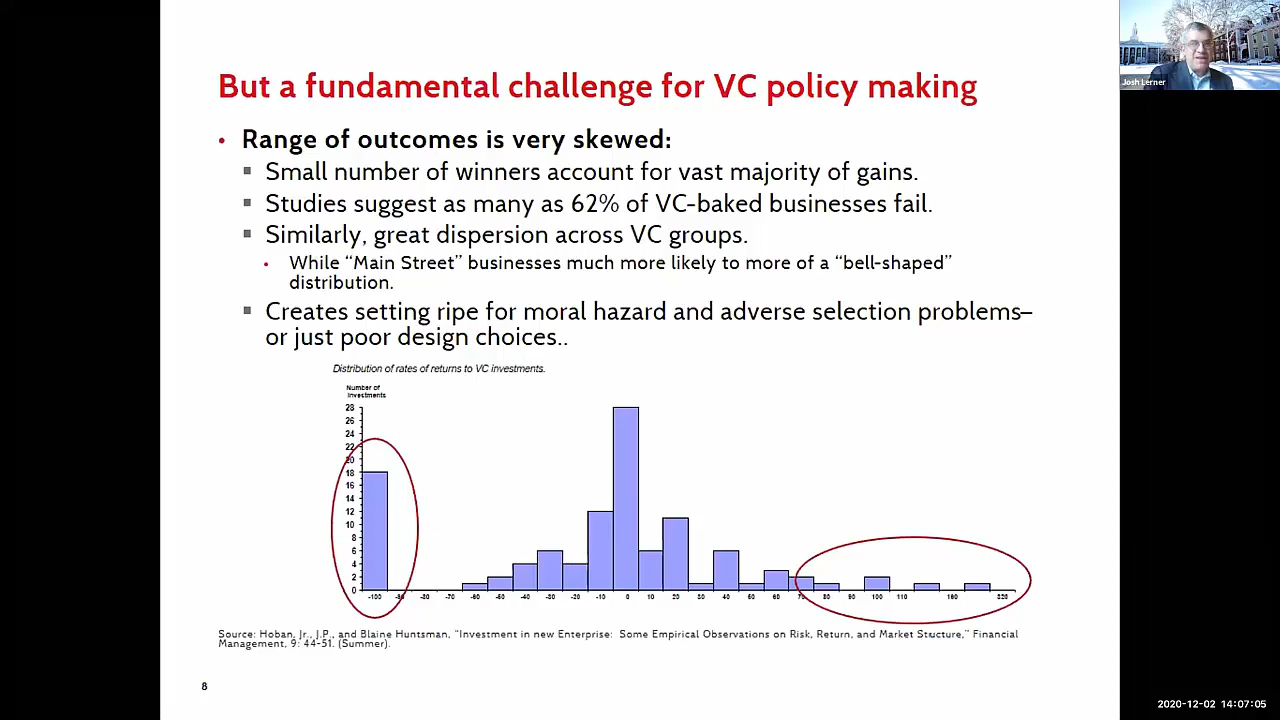 But a fundamental challenge for VC policy making
Josh Lerner
• Range of outcomes is very skewed:
▪ Small number of winners account for vast majority of gains.
▪ Studies suggest as many as 62% of VC-baked businesses fail.
▪ Similarly, great dispersion across VC groups.
• While “Main Street” businesses much more likely to more of a “bell-shaped”
distribution.
▪ Creates setting ripe for moral hazard and adverse selection problems–
or just poor design choices..
Distribution of rates of returns to VC investments.
Number of
Investments
28
26
24
22
20
18
16
14
12
10
8
6
4
2
0
-100 -90 -80 -70 -60 -50 -40 -30 -20 -10 0 10 20 30 40 50 60 70 80 90 100 110 160 320
Source: Hoban, Jr., J.P., and Blaine Huntsman, “Investment in new Enterprise: Some Empirical Observations on Risk, Return, and Market Structure,” Financial
Management, 9: 44-51. (Summer).
8
2020-12-02 14:07:05